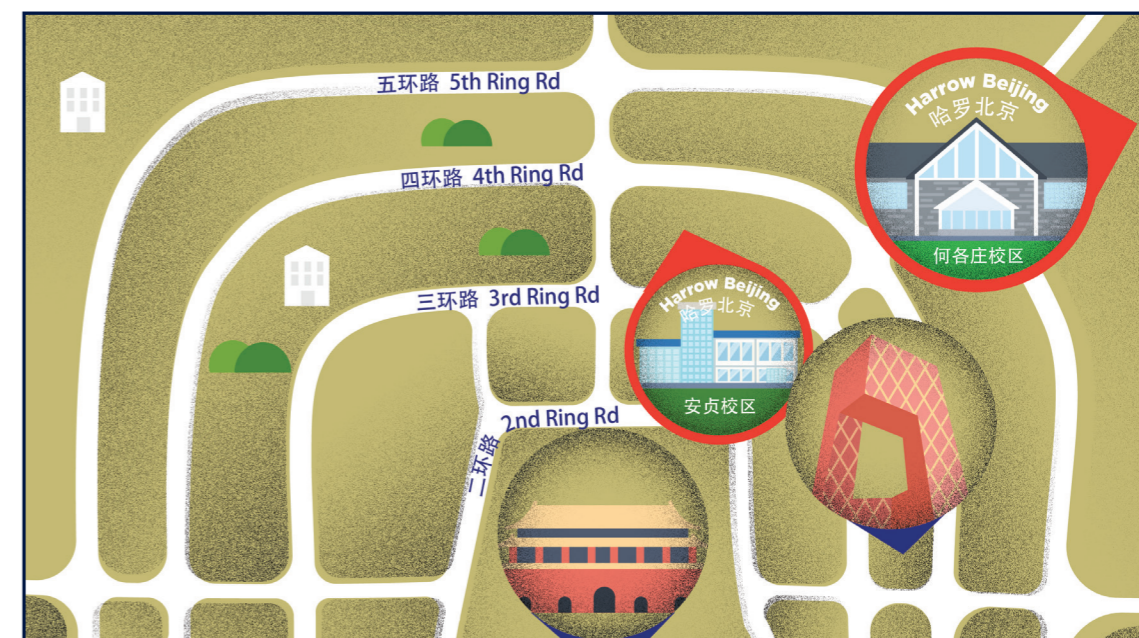 五环路 5th Ring Rd
Harrow Beijing
哈罗北京
何各庄校区
四环路 4th Ring Rd
三环路 3rd Ring Rd
Harrow Beijing
哈罗北京
安贞校区
二环路 2nd Ring Rd